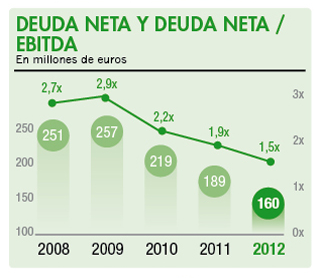 DEUDA NETA Y DEUDA NETA /
EBITDA
En millones de euros
2,7x 2,9x 2,2x 1,9x 1,5x
3x
250
251 257 219 189 160
2x
200
1x
150
100
0x
2008 2009 2010 2011 2012